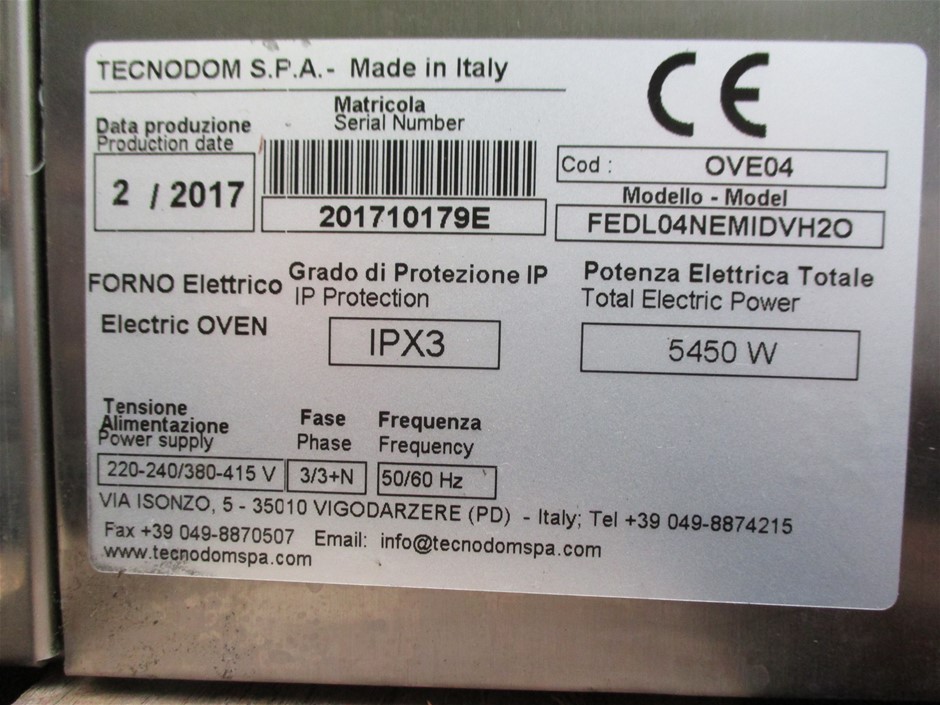 TECNODOM S.P.A.- Made in Italy
CE
Matricola
Serial Number
Data produzione
Production date
2 / 2017
201710179E
Cod : OVE04
Modello - Model
FEDL04NEMIDVH2O
FORNO Elettrico
Electric OVEN
Grado di Protezione IP
IP Protection
IPX3
Potenza Elettrica Totale
Total Electric Power
5450 W
Tensione
Alimentazione
Power supply
220-240/380-415 V
Fase
Phase
3/3+N
Frequenza
Frequency
50/60 Hz
VIA ISONZO, 5 - 35010 VIGODARZERE (PD) - Italy; Tel +39 049-8874215
Fax +39 049-8870507 Email: info@tecnodomspa.com
www.tecnodomspa.com